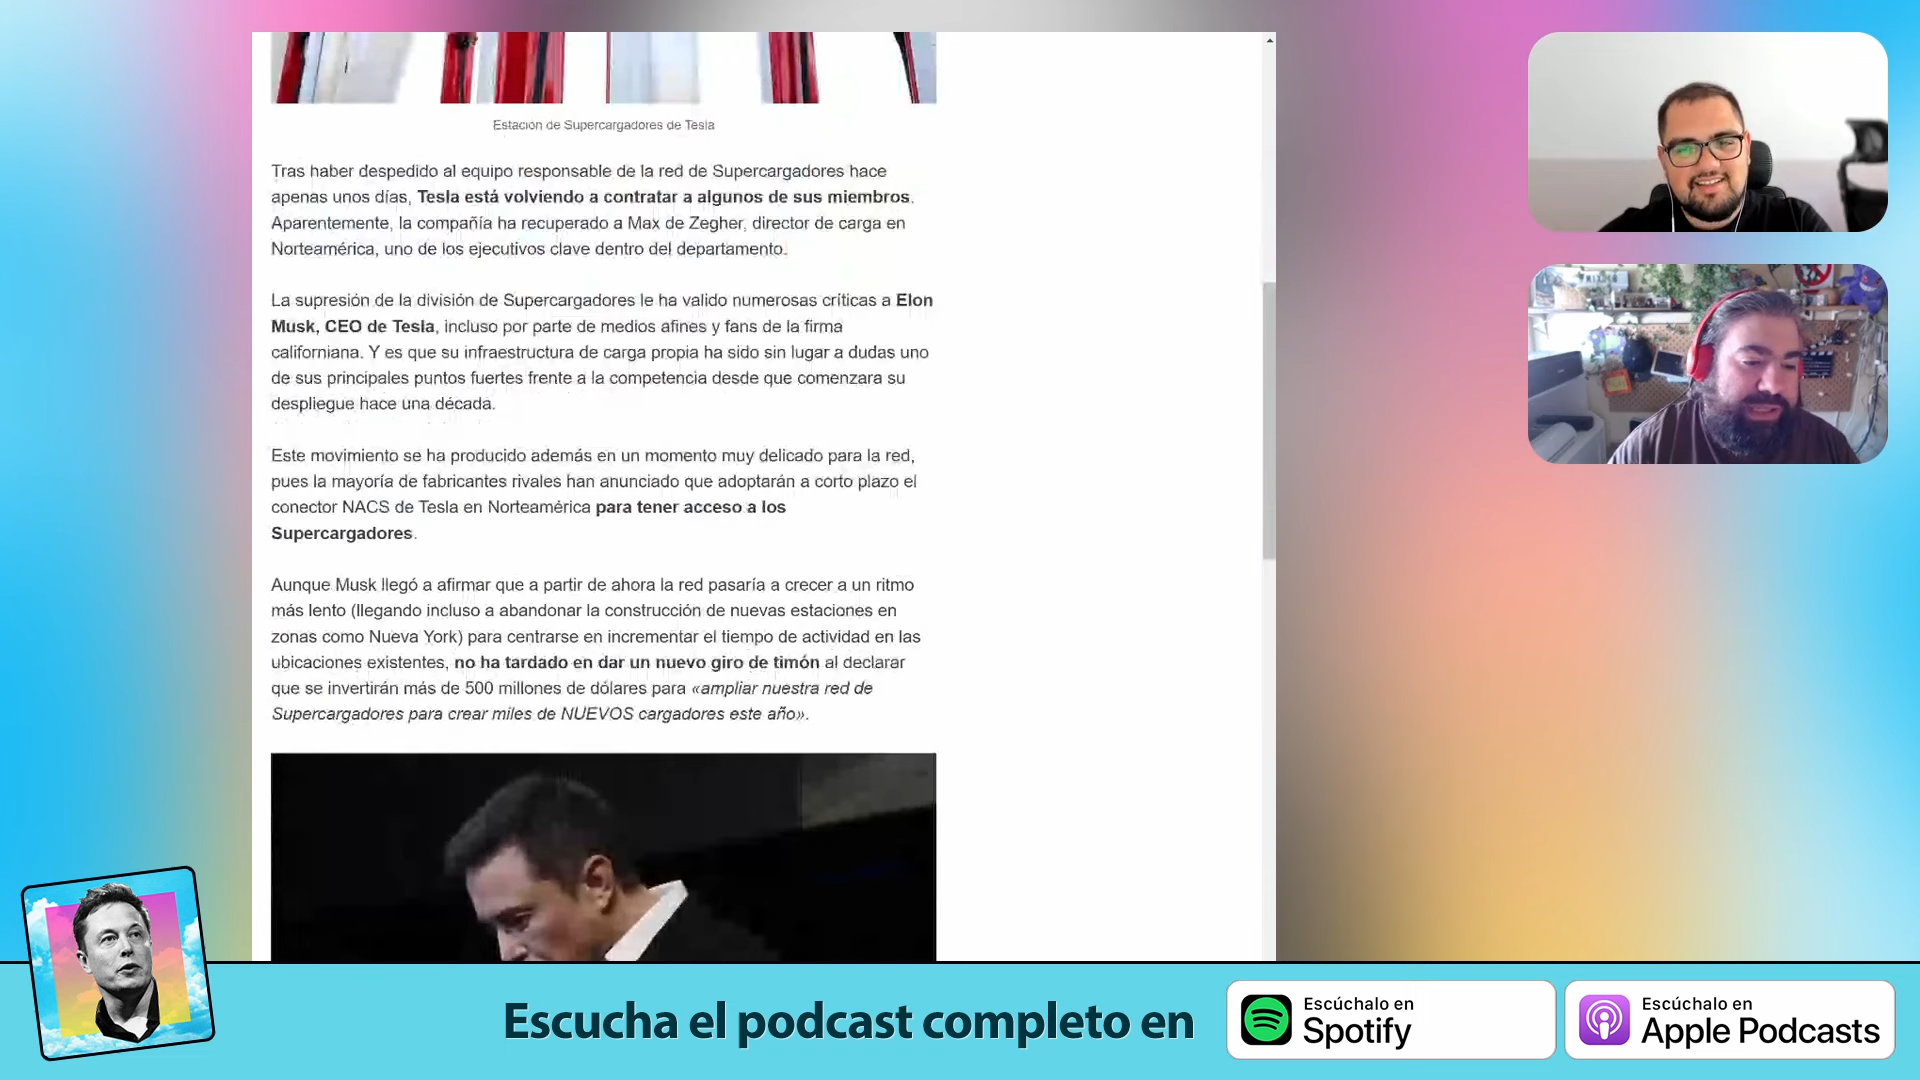 Estación de Supercargadores de Tesla
Tras haber despedido al equipo responsable de la red de Supercargadores hace
apenas unos días, Tesla está volviendo a contratar a algunos de sus miembros.
Aparentemente, la compañía ha recuperado a Max de Zegher, director de carga en
Norteamérica, uno de los ejecutivos clave dentro del departamento.
La supresión de la división de Supercargadores le ha valido numerosas críticas a Elon
Musk, CEO de Tesla, incluso por parte de medios afines y fans de la firma
californiana. Y es que su infraestructura de carga propia ha sido sin lugar a dudas uno
de sus principales puntos fuertes frente a la competencia desde que comenzara su
despliegue hace una década.
Este movimiento se ha producido además en un momento muy delicado para la red,
pues la mayoría de fabricantes rivales han anunciado que adoptarán a corto plazo el
conector NACS de Tesla en Norteamérica para tener acceso a los
Supercargadores.
Aunque Musk llegó a afirmar que a partir de ahora la red pasaría a crecer a un ritmo
más lento (llegando incluso a abandonar la construcción de nuevas estaciones en
zonas como Nueva York) para centrarse en incrementar el tiempo de actividad en las
ubicaciones existentes, no ha tardado en dar un nuevo giro de timón al declarar
que se invertirán más de 500 millones de dólares para «ampliar nuestra red de
Supercargadores para crear miles de NUEVOS cargadores este año».
Escucha el podcast completo en
Escúchalo en
Spotify
Escúchalo en
Apple Podcasts